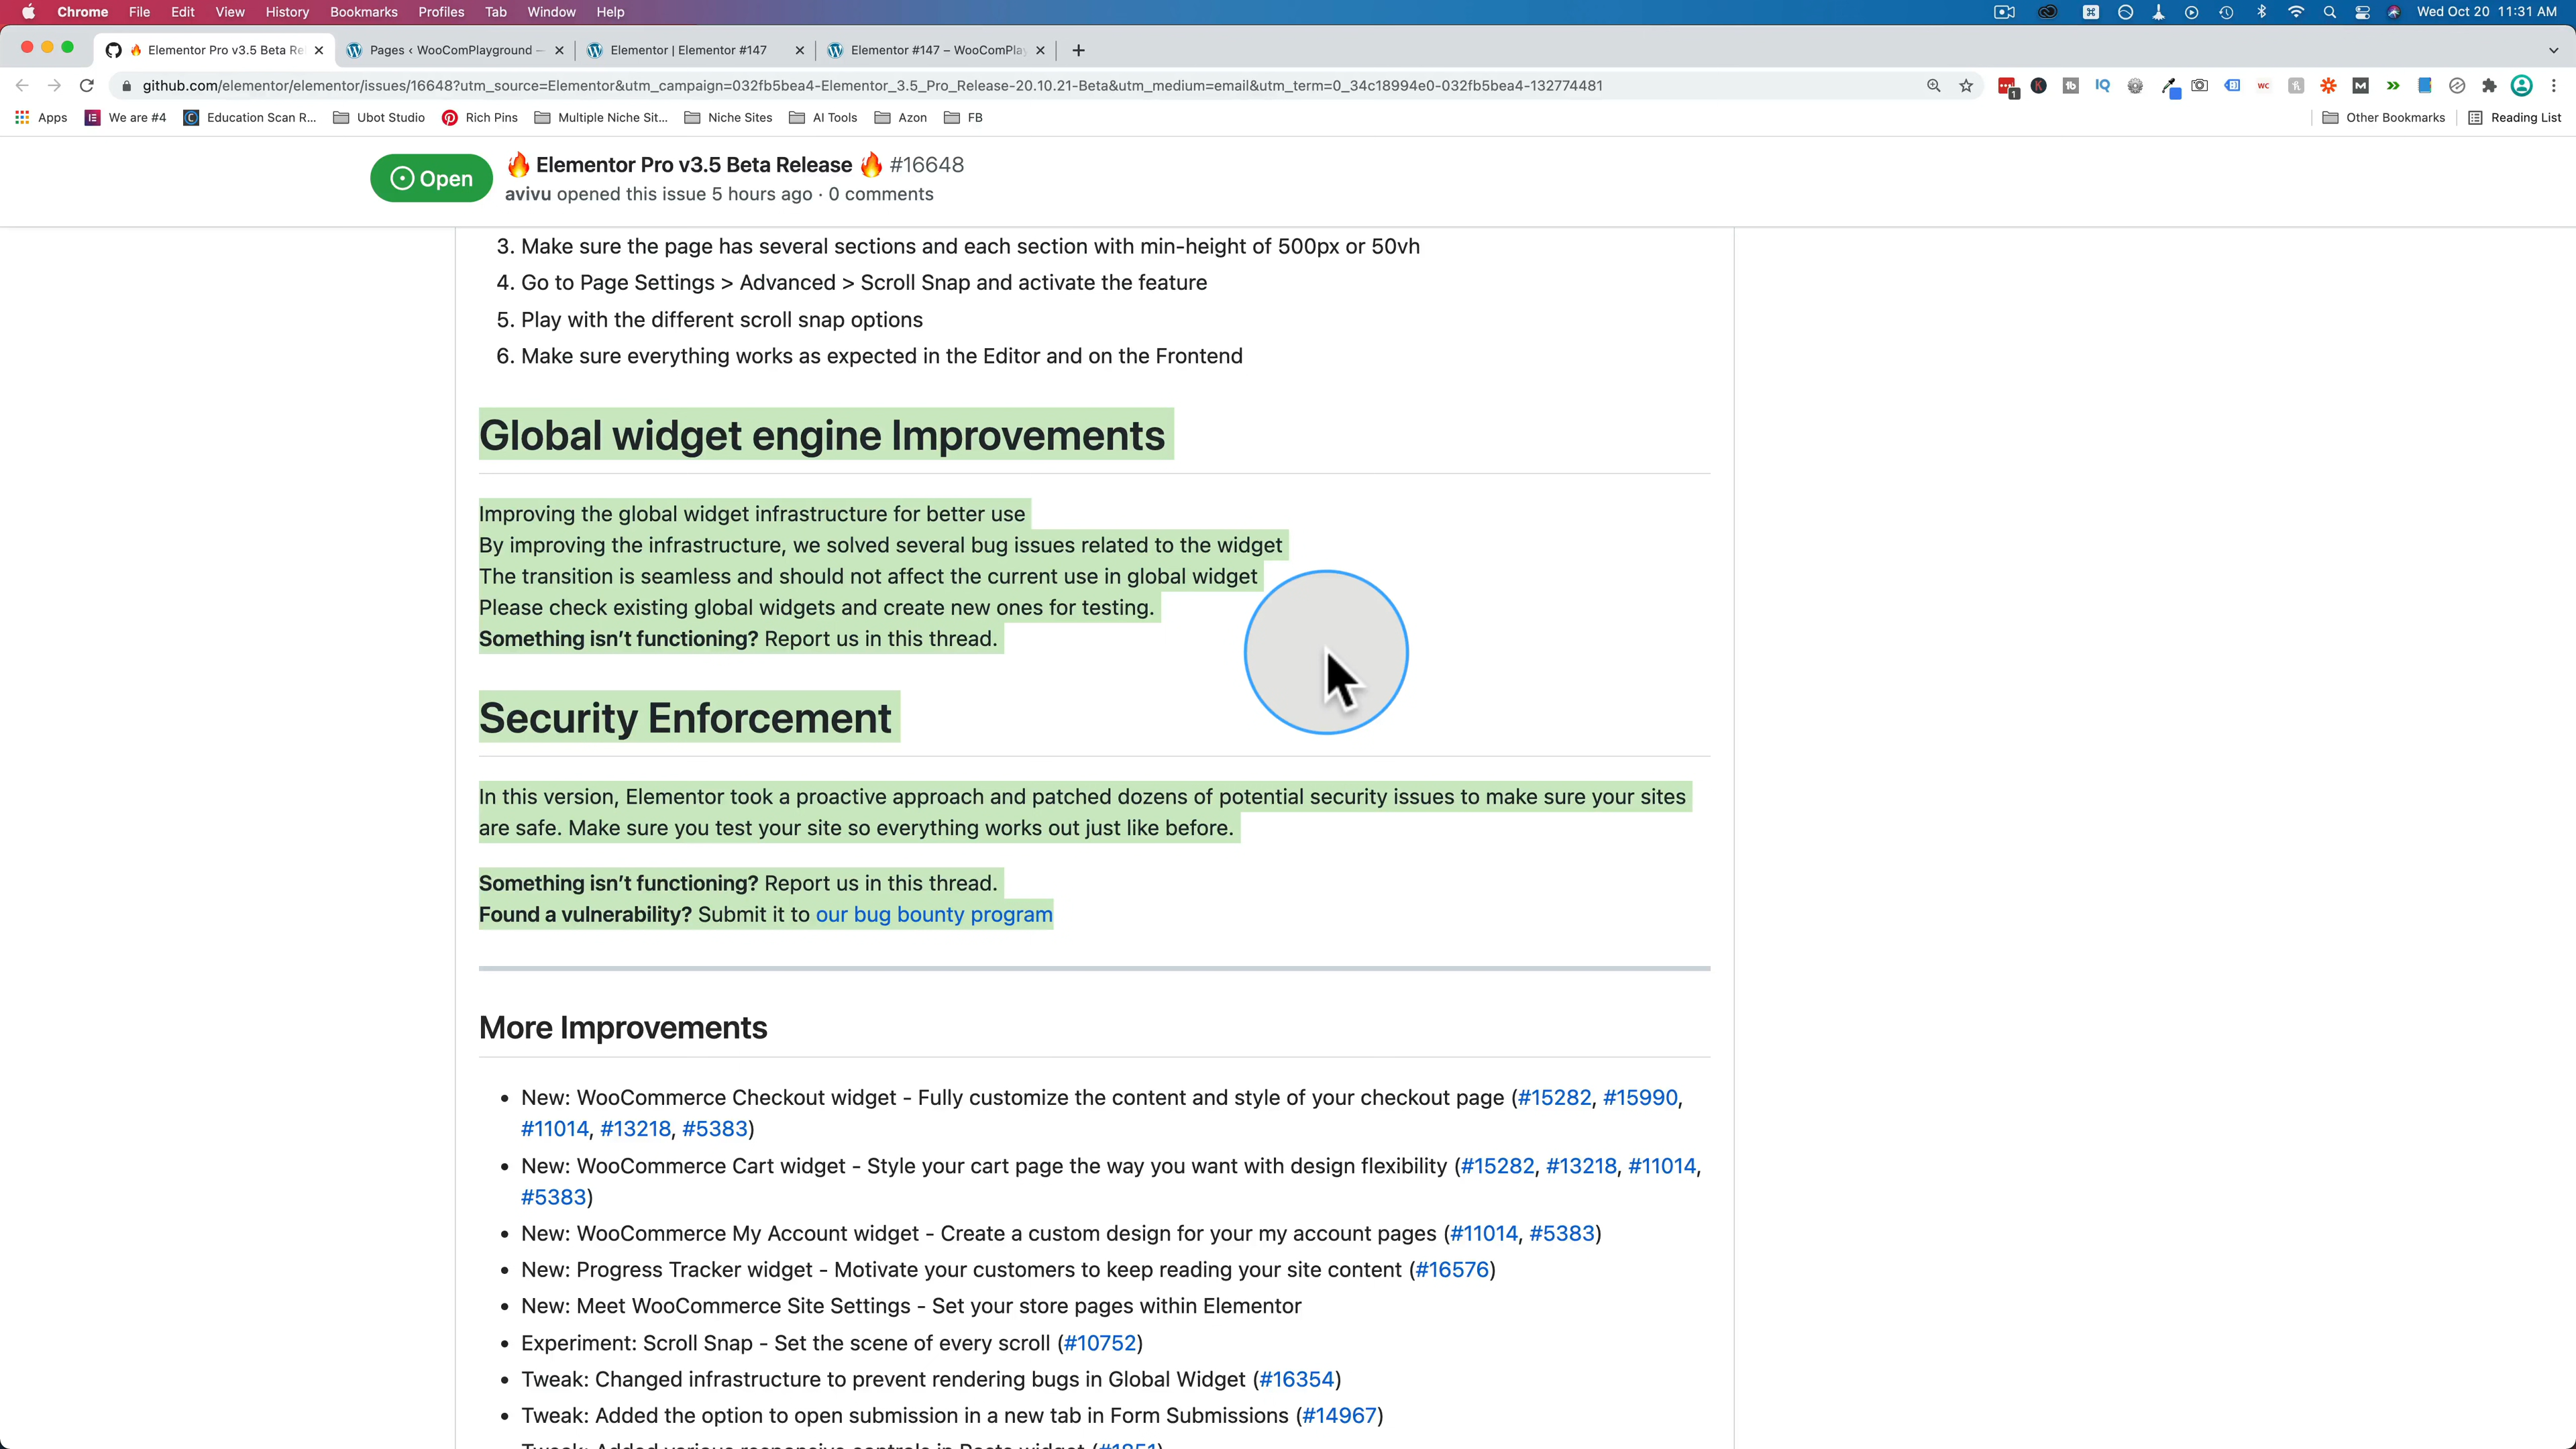 Chrome File Edit View History Bookmarks Profiles Tab Window Help Wed Oct 20 11:31 AM
Elementor Pro v3.5 Beta Re Pages ‹ WooComPlayground — Elementor | Elementor #147 Elementor #147 – WooComPla
github.com/elementor/elementor/issues/16648?utm_source=Elementor&utm_campaign=032fb5bea4-Elementor_3.5_Pro_Release-20.10.21-Beta&utm_medium=email&utm_term=0_34c18994e0-032fb5bea4-132774481
Apps We are #4 Education Scan R... Ubot Studio Rich Pins Multiple Niche Sit... Niche Sites AI Tools Azon FB Other Bookmarks Reading List
Open
🔥 Elementor Pro v3.5 Beta Release 🔥 #16648
avivu opened this issue 5 hours ago · 0 comments
3. Make sure the page has several sections and each section with min-height of 500px or 50vh
4. Go to Page Settings > Advanced > Scroll Snap and activate the feature
5. Play with the different scroll snap options
6. Make sure everything works as expected in the Editor and on the Frontend
Global widget engine Improvements
Improving the global widget infrastructure for better use
By improving the infrastructure, we solved several bug issues related to the widget
The transition is seamless and should not affect the current use in global widget
Please check existing global widgets and create new ones for testing.
Something isn't functioning? Report us in this thread.
Security Enforcement
In this version, Elementor took a proactive approach and patched dozens of potential security issues to make sure your sites
are safe. Make sure you test your site so everything works out just like before.
Something isn't functioning? Report us in this thread.
Found a vulnerability? Submit it to our bug bounty program
More Improvements
• New: WooCommerce Checkout widget - Fully customize the content and style of your checkout page (#15282, #15990,
#11014, #13218, #5383)
• New: WooCommerce Cart widget - Style your cart page the way you want with design flexibility (#15282, #13218, #11014,
#5383)
• New: WooCommerce My Account widget - Create a custom design for your my account pages (#11014, #5383)
• New: Progress Tracker widget - Motivate your customers to keep reading your site content (#16576)
• New: Meet WooCommerce Site Settings - Set your store pages within Elementor
• Experiment: Scroll Snap - Set the scene of every scroll (#10752)
• Tweak: Changed infrastructure to prevent rendering bugs in Global Widget (#16354)
• Tweak: Added the option to open submission in a new tab in Form Submissions (#14967)
Tweak: Added various responsive controls in Posts widget (#1851)